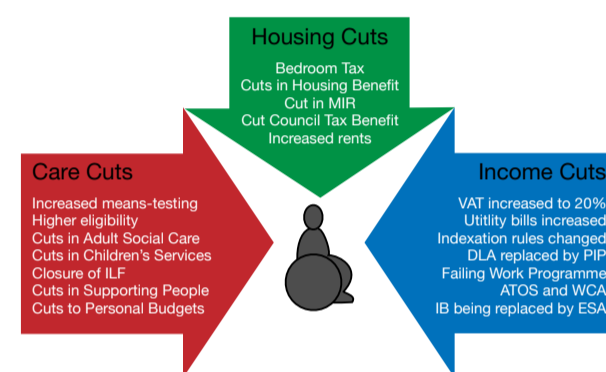 Housing Cuts
Bedroom Tax
Cuts in Housing Benefit
Cut in MIR
Cut Council Tax Benefit
Increased rents
Care Cuts
Increased means-testing
Higher eligibility
Cuts in Adult Social Care
Cuts in Children's Services
Closure of ILF
Cuts in Supporting People
Cuts to Personal Budgets
Income Cuts
VAT increased to 20%
Utitlity bills increased
Indexation rules changed
DLA replaced by PIP
Failing Work Programme
ATOS and WCA
IB being replaced by ESA